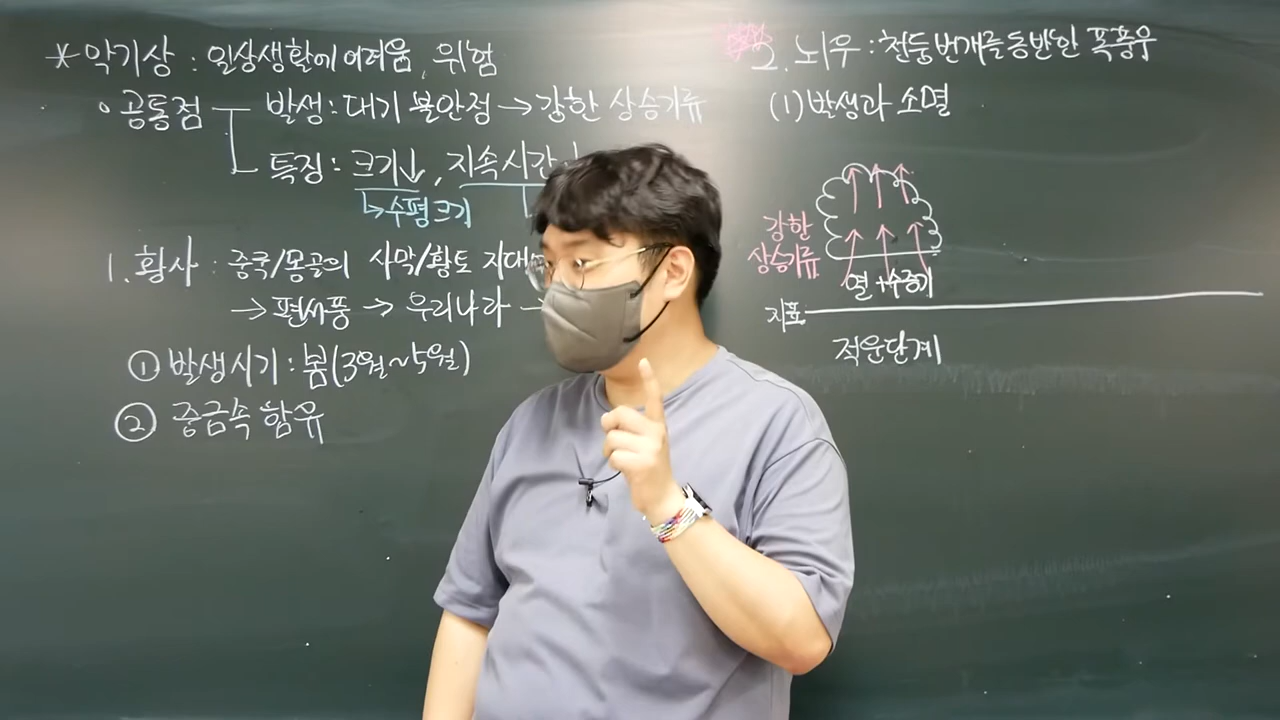 * 악기상 : 일상생활에 어려움, 위험
• 공통점
발생 : 대기 불안정 → 강한 상승기류
특징 : 크기↓, 지속시간
↳ 수평크기
1. 황사 : 중국/몽골의 사막/황토 지대
→ 편서풍 → 우리나라 →
① 발생시기 : 봄(3월~5월)
② 중금속 함유
2. 뇌우 : 천둥번개를 동반한 폭풍우
(1) 발생과 소멸
강한
상승기류
열+수증기
지표
적운단계